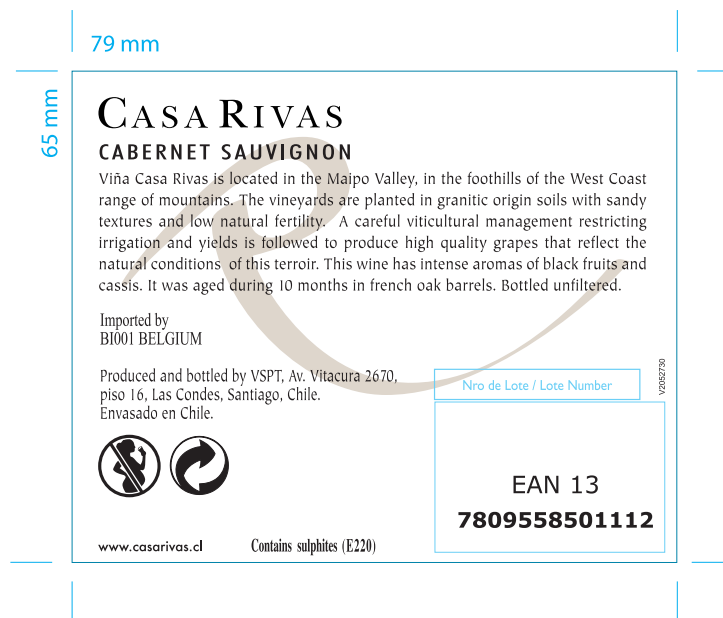 79 mm
65 mm
CASA RIVAS
CABERNET SAUVIGNON
Viña Casa Rivas is located in the Maipo Valley, in the foothills of the West Coast
range of mountains. The vineyards are planted in granitic origin soils with sandy
textures and low natural fertility. A careful viticultural management restricting
irrigation and yields is followed to produce high quality grapes that reflect the
natural conditions of this terroir. This wine has intense aromas of black fruits and
cassis. It was aged during 10 months in french oak barrels. Bottled unfiltered.
Imported by
BI001 BELGIUM
Produced and bottled by VSPT, Av. Vitacura 2670,
piso 16, Las Condes, Santiago, Chile.
Envasado en Chile.
Nro de Lote / Lote Number
V2052730
EAN 13
7809558501112
www.casarivas.cl
Contains sulphites (E220)